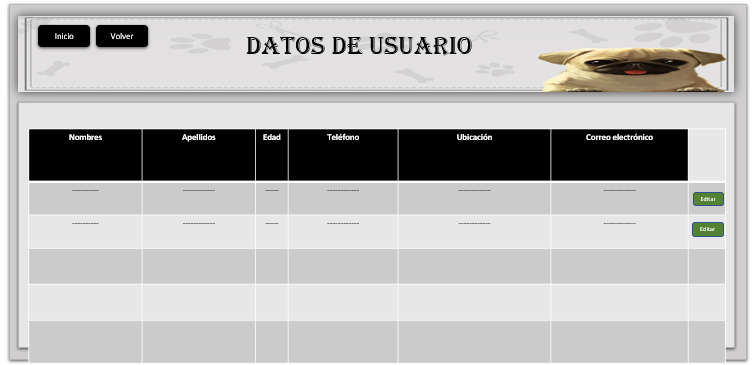 Inicio Volver
DATOS DE USUARIO
Nombres Apellidos Edad Teléfono Ubicación Correo electrónico
---------- ------------ ----- ------------ ------------ ------------ Editar
---------- ------------ ----- ------------ ------------ ------------ Editar